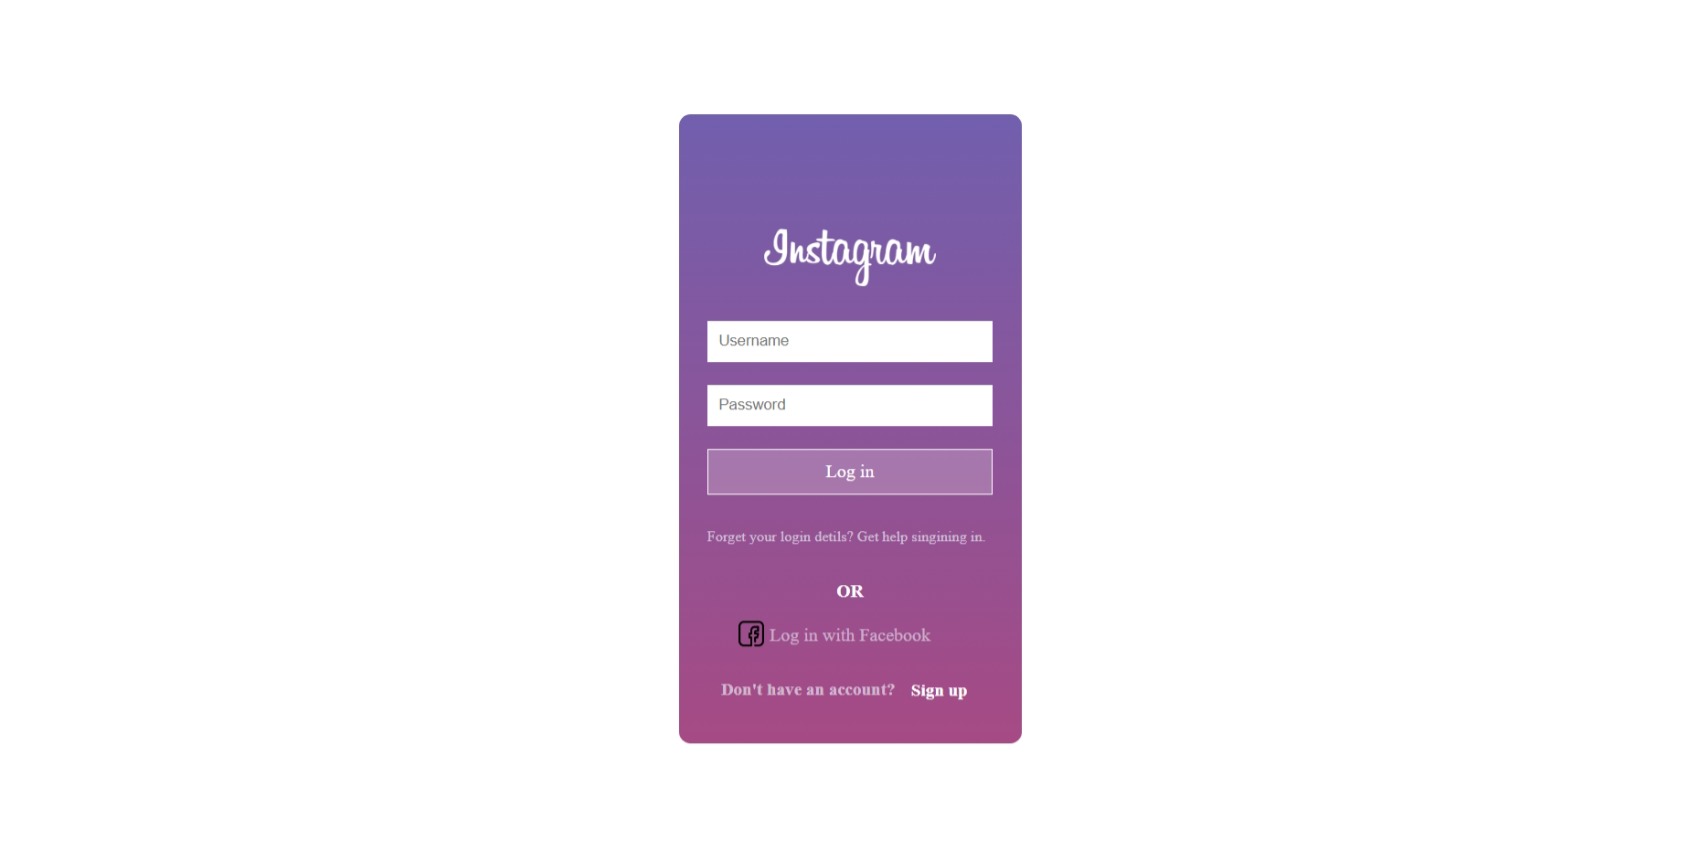 Instagram
Username
Password
Log in
Forget your login detils? Get help singining in.
OR
Log in with Facebook
Don't have an account? Sign up